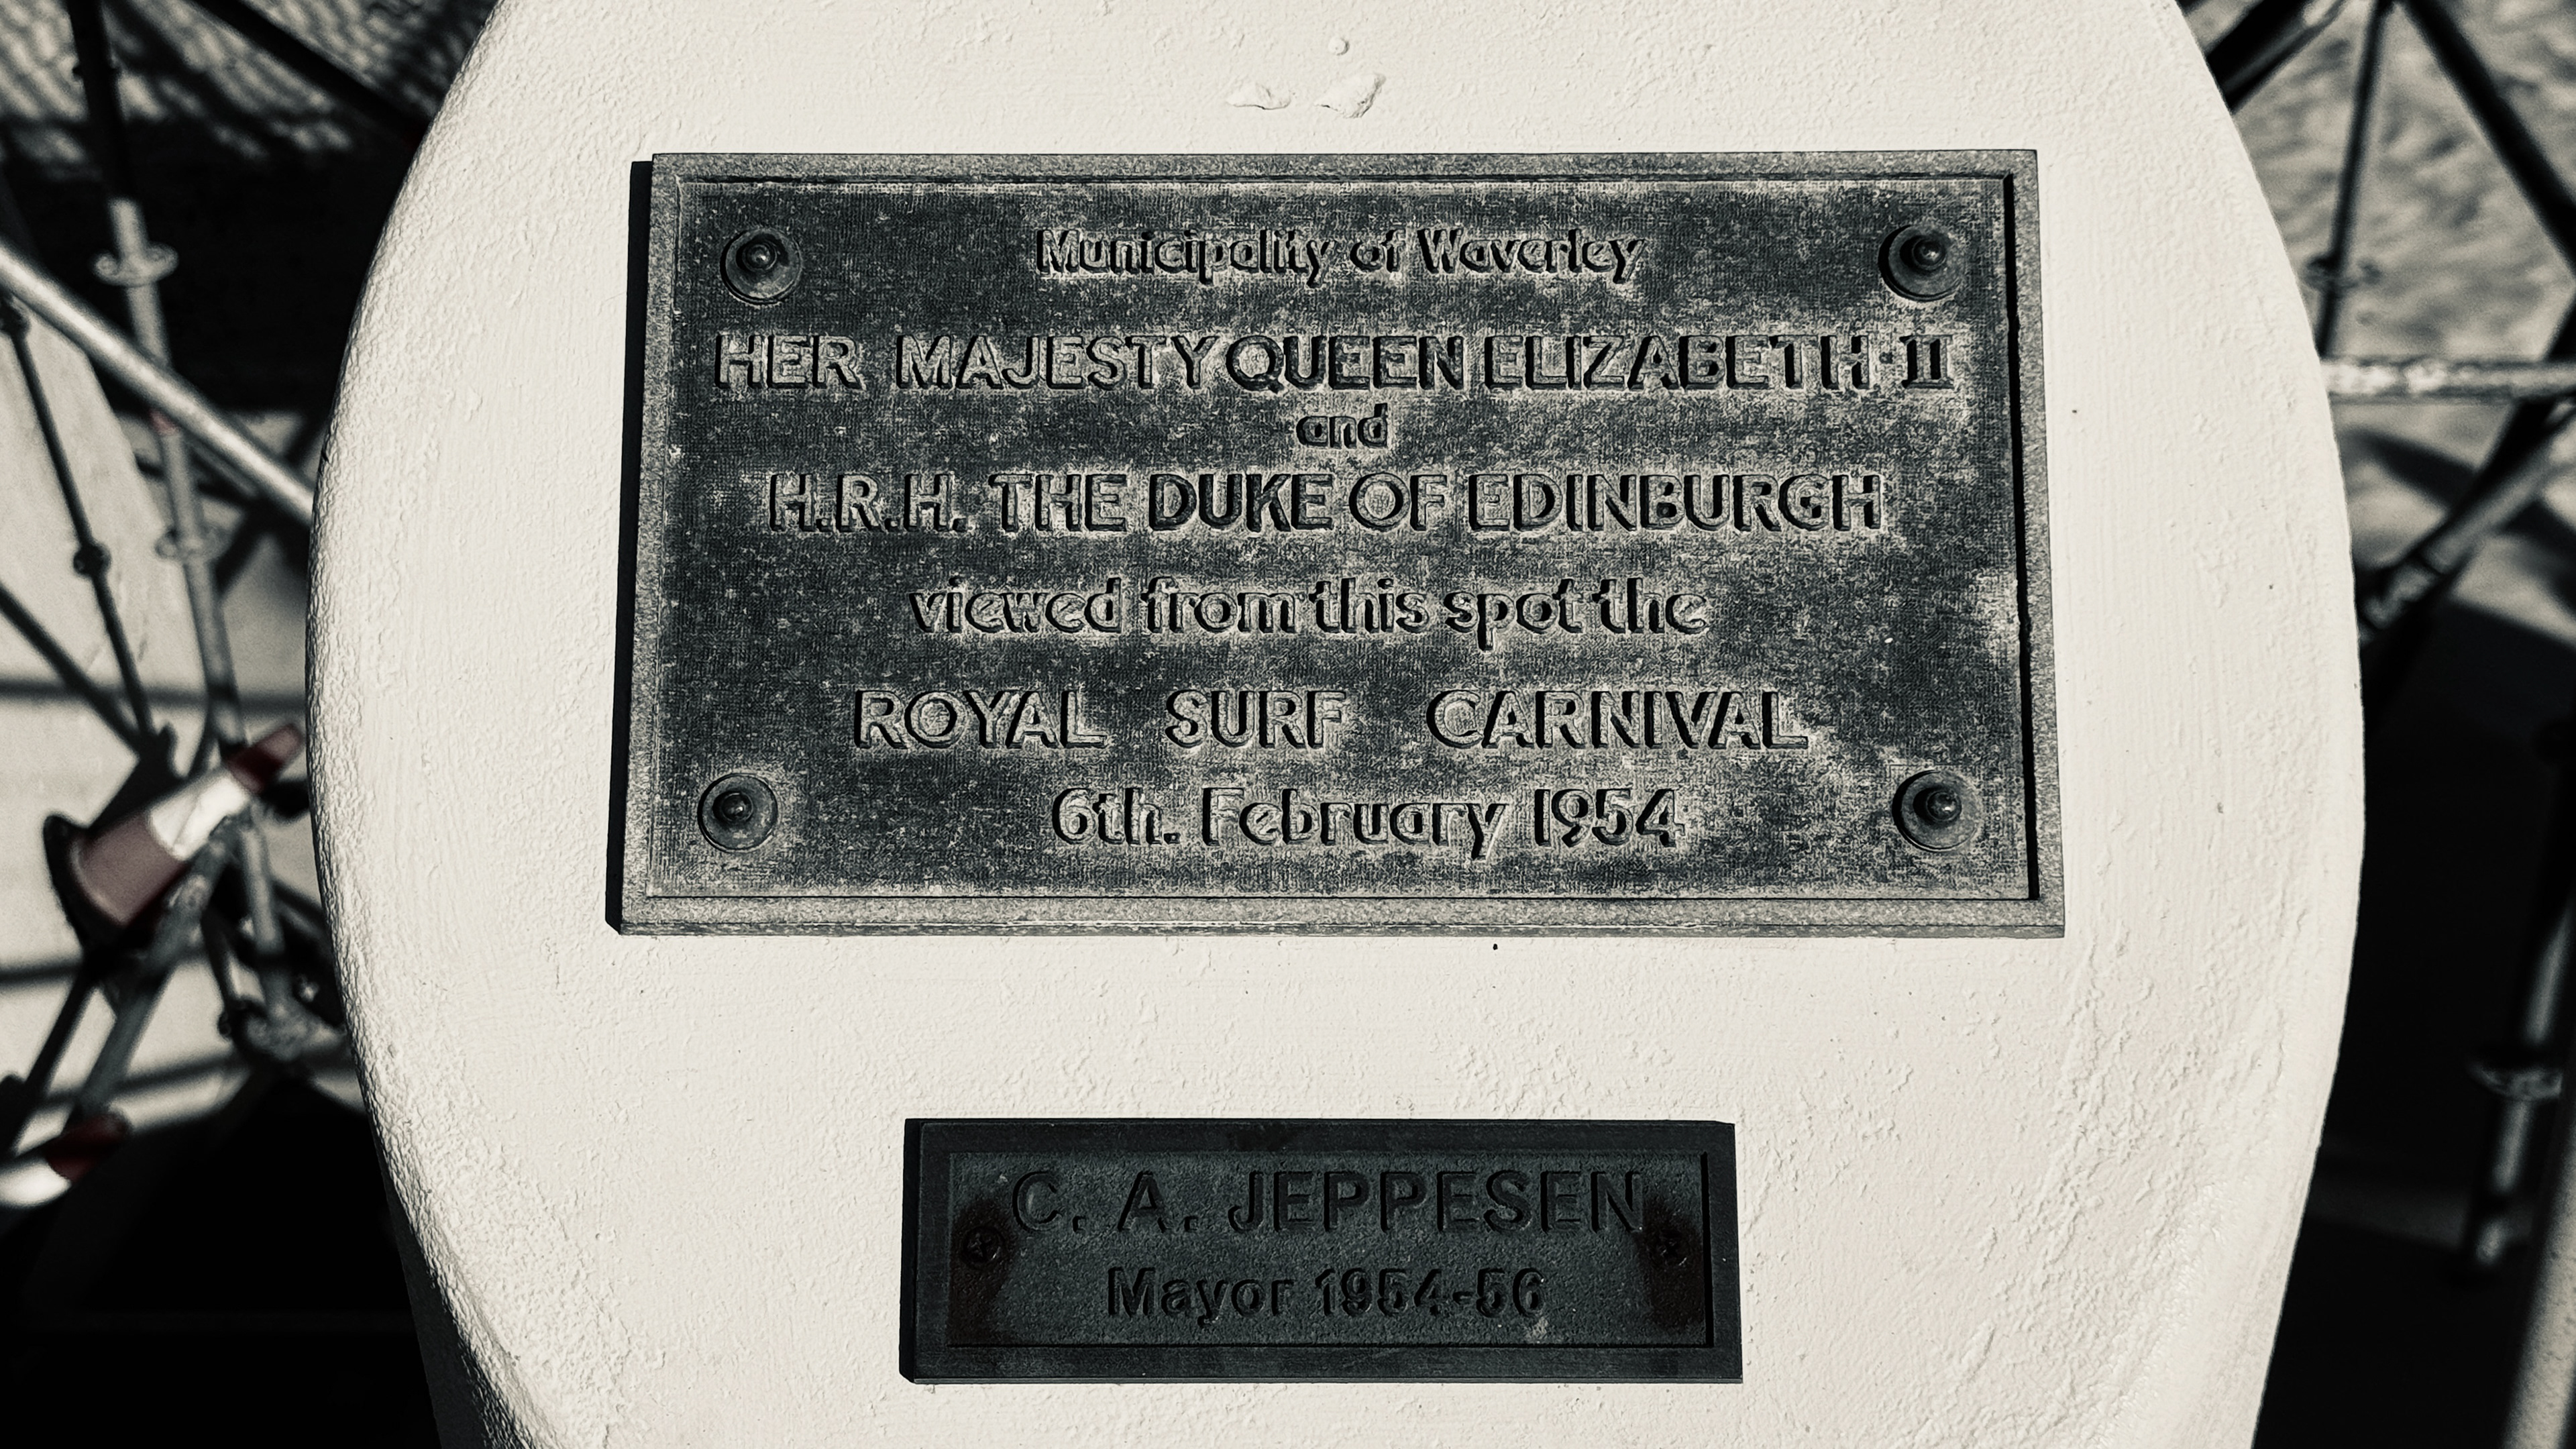 Municipality of Waverley
HER MAJESTY QUEEN ELIZABETH II
and
H.R.H. THE DUKE OF EDINBURGH
viewed from this spot the
ROYAL SURF CARNIVAL
6th. February 1954
C. A. JEPPESEN
Mayor 1954-56